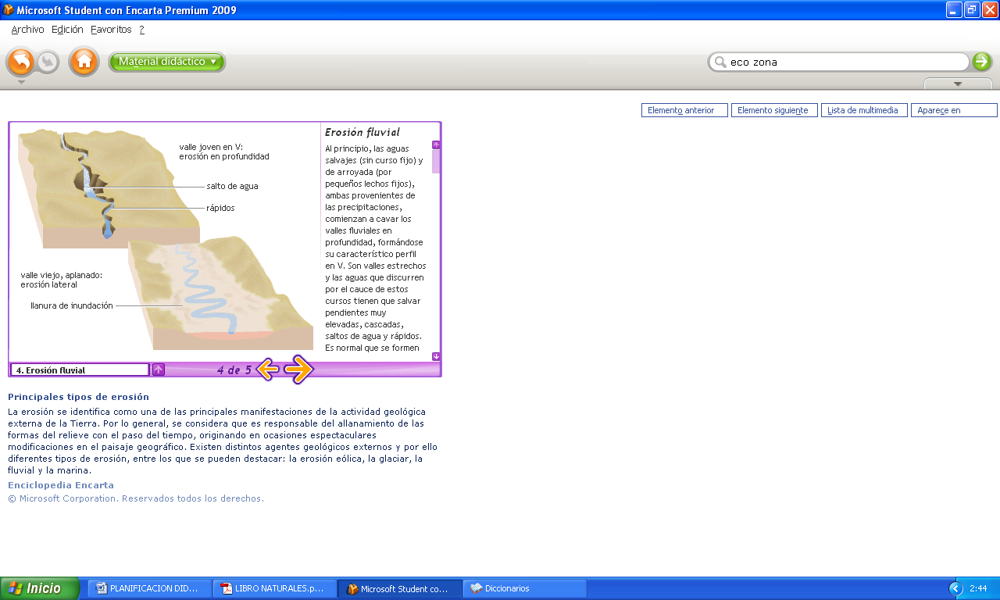 Microsoft Student con Encarta Premium 2009
Archivo Edición Favoritos ?
Material didáctico
eco zona
Elemento anterior
Elemento siguiente
Lista de multimedia
Aparece en
valle joven en V:
erosión en profundidad
salto de agua
rápidos
valle viejo, aplanado:
erosión lateral
llanura de inundación
Erosión fluvial
Al principio, las aguas
salvajes (sin curso fijo) y
de arroyada (por
pequeños lechos fijos),
ambas provenientes de
las precipitaciones,
comienzan a cavar los
valles fluviales en
profundidad, formándose
su característico perfil
en V. Son valles estrechos
y las aguas que discurren
por el cauce de estos
cursos tienen que salvar
pendientes muy
elevadas, cascadas,
saltos de agua y rápidos.
Es normal que se formen
4. Erosión fluvial
4 de 5
Principales tipos de erosión
La erosión se identifica como una de las principales manifestaciones de la actividad geológica
externa de la Tierra. Por lo general, se considera que es responsable del allanamiento de las
formas del relieve con el paso del tiempo, originando en ocasiones espectaculares
modificaciones en el paisaje geográfico. Existen distintos agentes geológicos externos y por ello
diferentes tipos de erosión, entre los que se pueden destacar: la erosión eólica, la glaciar, la
fluvial y la marina.
Enciclopedia Encarta
© Microsoft Corporation. Reservados todos los derechos.
Inicio
PLANIFICACION DID...
LIBRO NATURALES.p...
Microsoft Student co...
Diccionarios
2:44